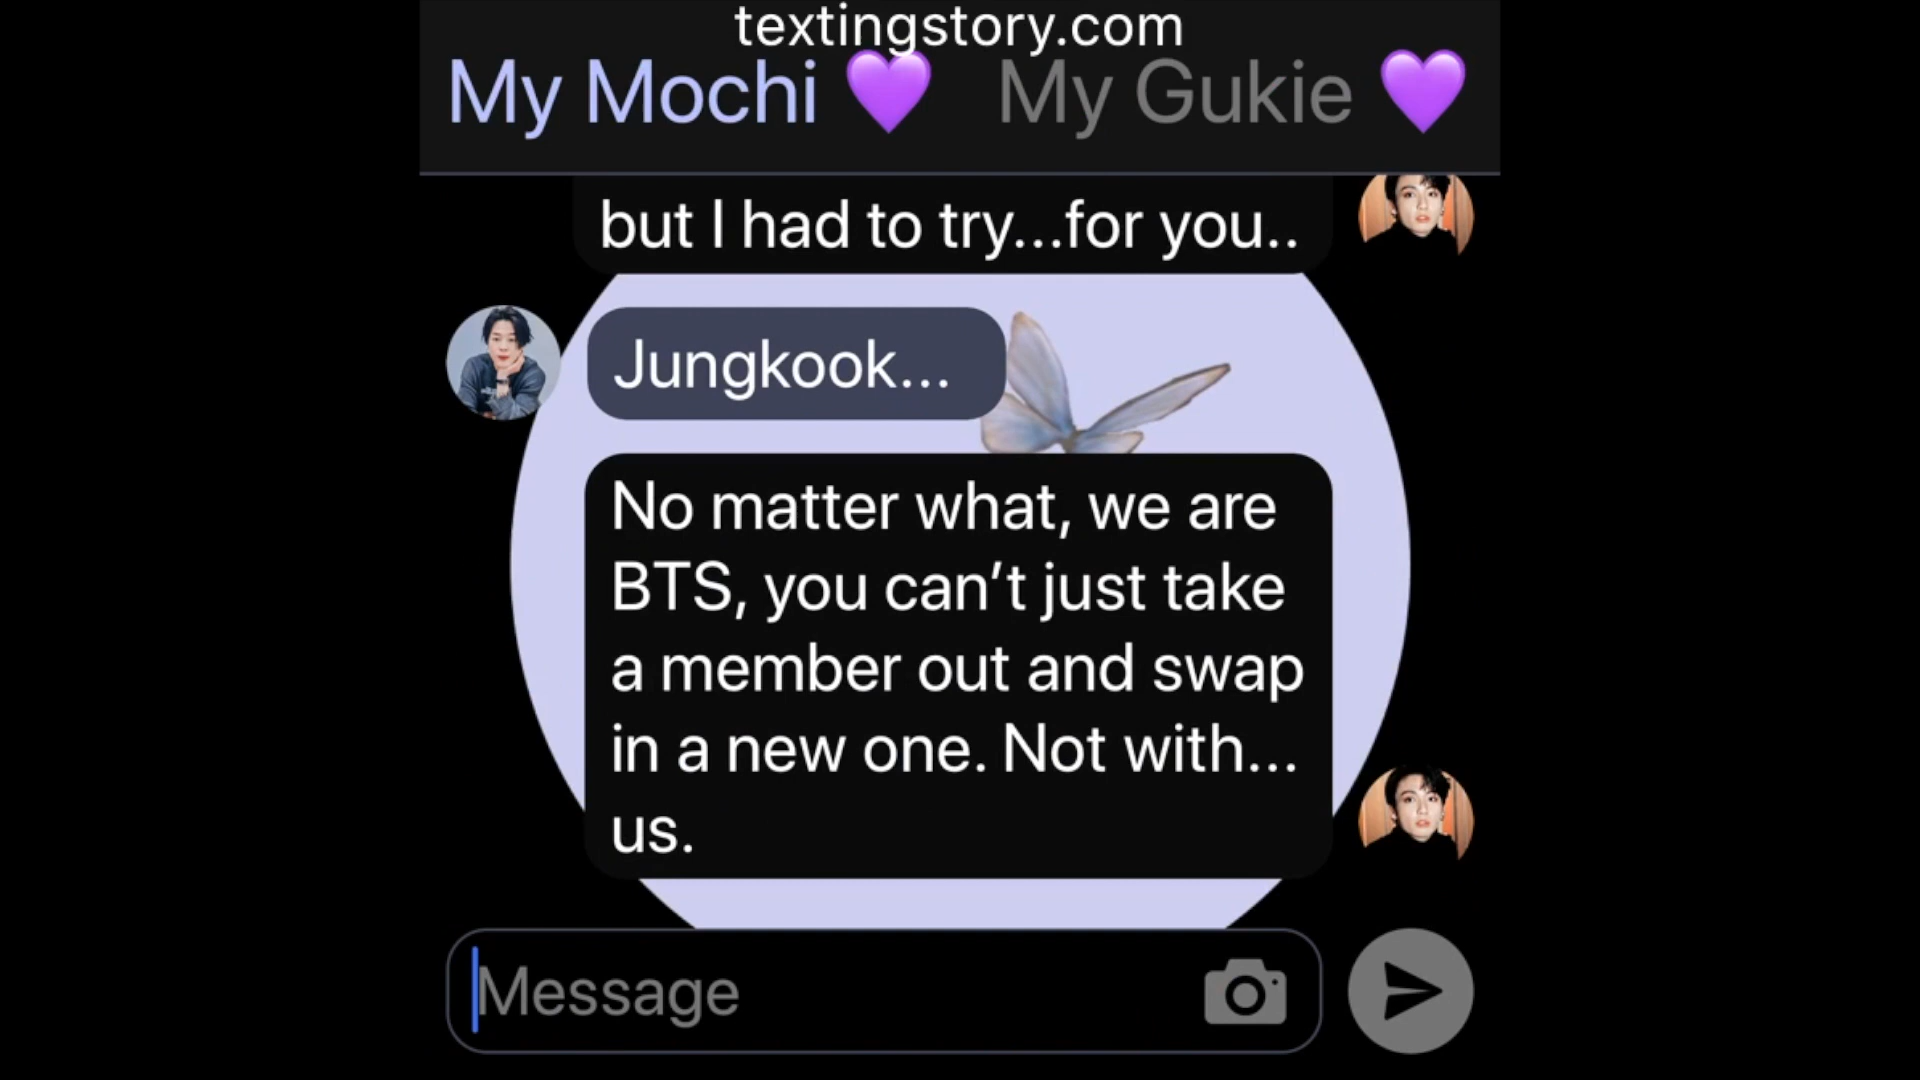 textingstory.com
My Mochi 💜 My Gukie 💜
but I had to try...for you..
Jungkook...
No matter what, we are
BTS, you can’t just take
a member out and swap
in a new one. Not with...
us.
Message